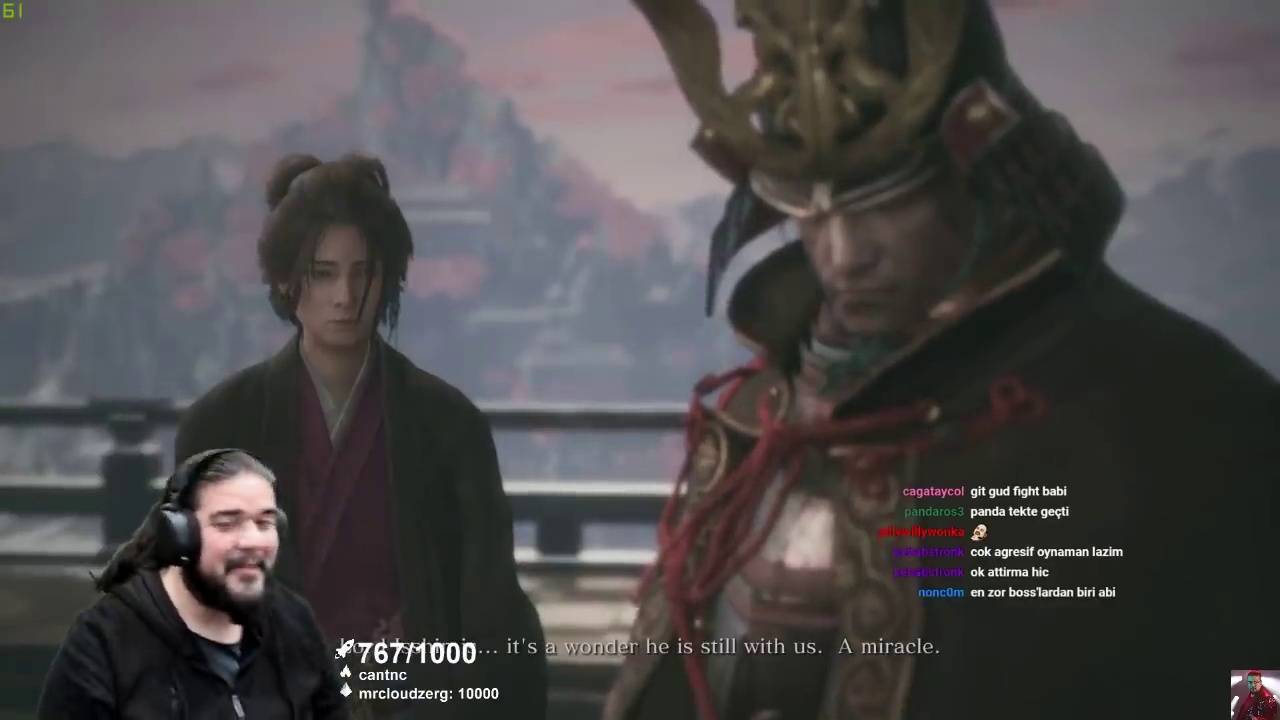 61
cagataycol git gud fight babi
pandaros3 panda tekte geçti
cok agresif oynaman lazim
ok attirma hic
nonc0m en zor boss'lardan biri abi
... it's a wonder he is still with us. A miracle.
767/1000
cantnc
mrcloudzerg: 10000